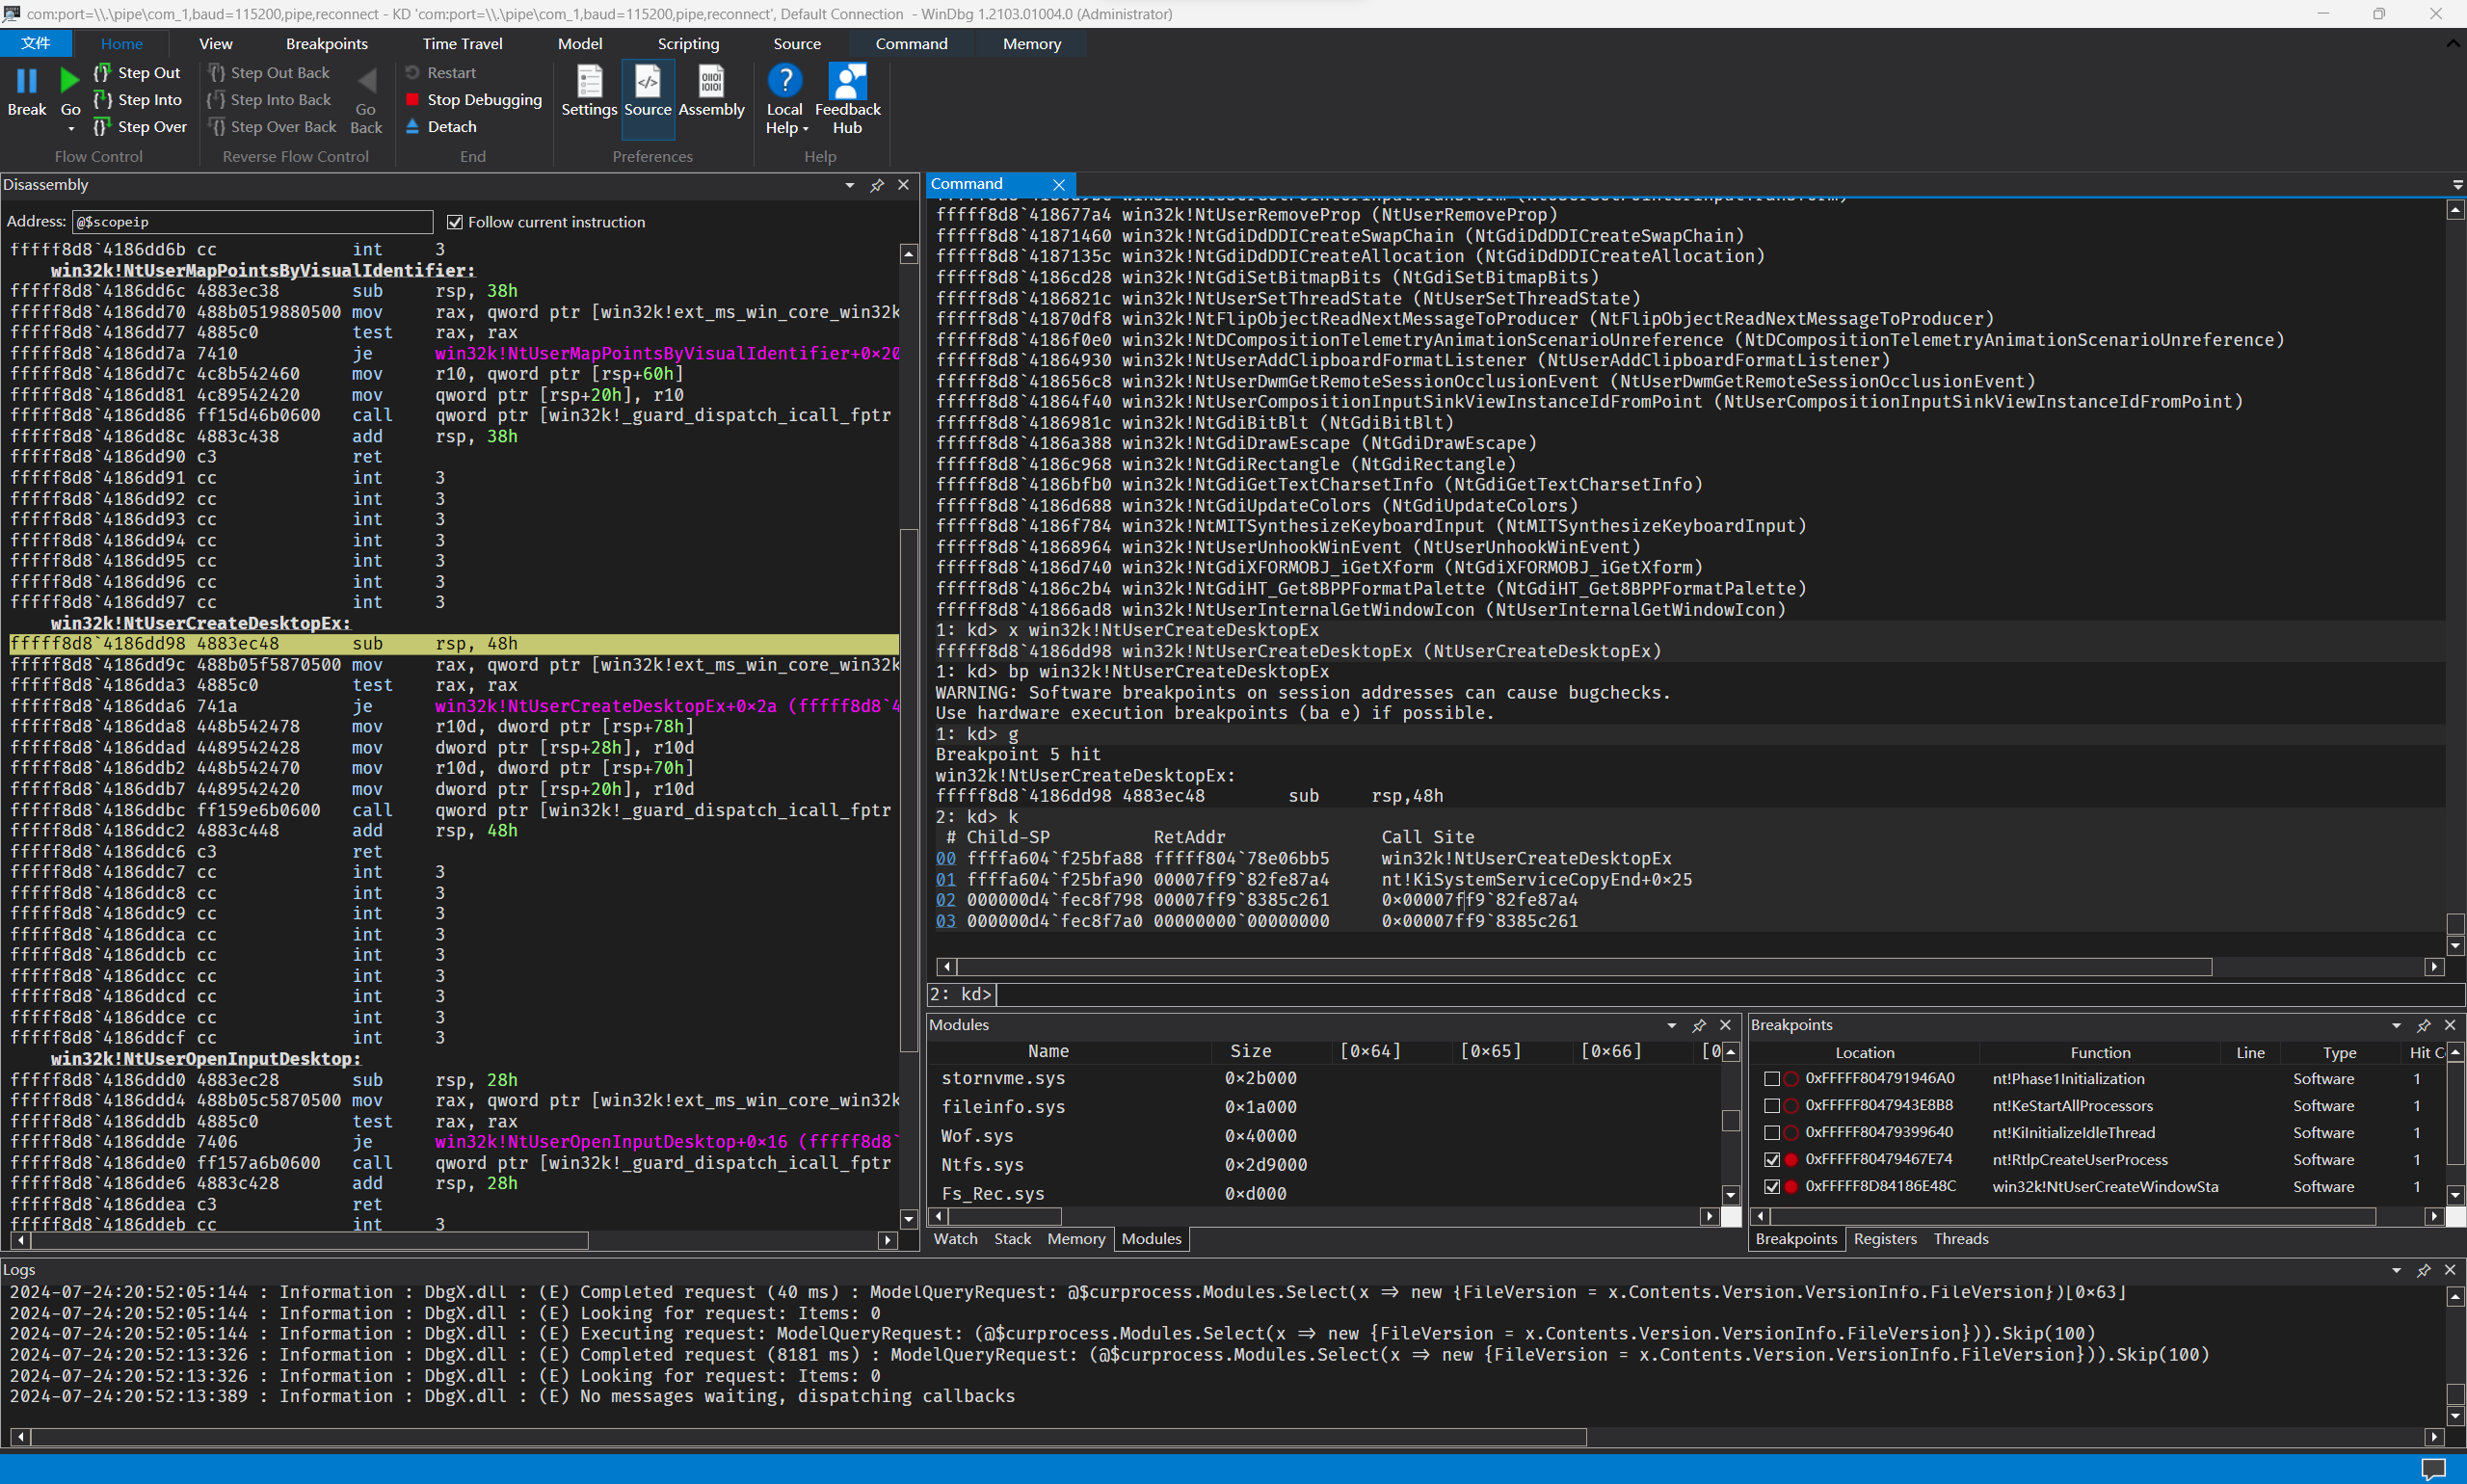 com:port=\\.\pipe\com_1,baud=115200,pipe,reconnect - KD 'com:port=\\.\pipe\com_1,baud=115200,pipe,reconnect', Default Connection - WinDbg 1.2103.01004.0 (Administrator)
文件 Home View Breakpoints Time Travel Model Scripting Source Command Memory
Break Go Step Out Step Into Step Over
Flow Control
Step Out Back Step Into Back Step Over Back Go Back
Reverse Flow Control
Restart Stop Debugging Detach
End
Settings Source Assembly
Preferences
Local Help Feedback Hub
Help
Disassembly
Address: @$scopeip Follow current instruction
fffff8d8`4186dd6b cc int 3
win32k!NtUserMapPointsByVisualIdentifier:
fffff8d8`4186dd6c 4883ec38 sub rsp, 38h
fffff8d8`4186dd70 488b0519880500 mov rax, qword ptr [win32k!ext_ms_win_core_win32k
fffff8d8`4186dd77 4885c0 test rax, rax
fffff8d8`4186dd7a 7410 je win32k!NtUserMapPointsByVisualIdentifier+0×20
fffff8d8`4186dd7c 4c8b542460 mov r10, qword ptr [rsp+60h]
fffff8d8`4186dd81 4c89542420 mov qword ptr [rsp+20h], r10
fffff8d8`4186dd86 ff15d46b0600 call qword ptr [win32k!_guard_dispatch_icall_fptr
fffff8d8`4186dd8c 4883c438 add rsp, 38h
fffff8d8`4186dd90 c3 ret
fffff8d8`4186dd91 cc int 3
fffff8d8`4186dd92 cc int 3
fffff8d8`4186dd93 cc int 3
fffff8d8`4186dd94 cc int 3
fffff8d8`4186dd95 cc int 3
fffff8d8`4186dd96 cc int 3
fffff8d8`4186dd97 cc int 3
win32k!NtUserCreateDesktopEx:
fffff8d8`4186dd98 4883ec48 sub rsp, 48h
fffff8d8`4186dd9c 488b05f5870500 mov rax, qword ptr [win32k!ext_ms_win_core_win32k
fffff8d8`4186dda3 4885c0 test rax, rax
fffff8d8`4186dda6 741a je win32k!NtUserCreateDesktopEx+0×2a (fffff8d8`4
fffff8d8`4186dda8 448b542478 mov r10d, dword ptr [rsp+78h]
fffff8d8`4186ddad 4489542428 mov dword ptr [rsp+28h], r10d
fffff8d8`4186ddb2 448b542470 mov r10d, dword ptr [rsp+70h]
fffff8d8`4186ddb7 4489542420 mov dword ptr [rsp+20h], r10d
fffff8d8`4186ddbc ff159e6b0600 call qword ptr [win32k!_guard_dispatch_icall_fptr
fffff8d8`4186ddc2 4883c448 add rsp, 48h
fffff8d8`4186ddc6 c3 ret
fffff8d8`4186ddc7 cc int 3
fffff8d8`4186ddc8 cc int 3
fffff8d8`4186ddc9 cc int 3
fffff8d8`4186ddca cc int 3
fffff8d8`4186ddcb cc int 3
fffff8d8`4186ddcc cc int 3
fffff8d8`4186ddcd cc int 3
fffff8d8`4186ddce cc int 3
fffff8d8`4186ddcf cc int 3
win32k!NtUserOpenInputDesktop:
fffff8d8`4186ddd0 4883ec28 sub rsp, 28h
fffff8d8`4186ddd4 488b05c5870500 mov rax, qword ptr [win32k!ext_ms_win_core_win32k
fffff8d8`4186dddb 4885c0 test rax, rax
fffff8d8`4186ddde 7406 je win32k!NtUserOpenInputDesktop+0×16 (fffff8d8`
fffff8d8`4186dde0 ff157a6b0600 call qword ptr [win32k!_guard_dispatch_icall_fptr
fffff8d8`4186dde6 4883c428 add rsp, 28h
fffff8d8`4186ddea c3 ret
fffff8d8`4186ddeb cc int 3
Command
fffff8d8`418677a4 win32k!NtUserRemoveProp (NtUserRemoveProp)
fffff8d8`41871460 win32k!NtGdiDdDDICreateSwapChain (NtGdiDdDDICreateSwapChain)
fffff8d8`4187135c win32k!NtGdiDdDDICreateAllocation (NtGdiDdDDICreateAllocation)
fffff8d8`4186cd28 win32k!NtGdiSetBitmapBits (NtGdiSetBitmapBits)
fffff8d8`4186821c win32k!NtUserSetThreadState (NtUserSetThreadState)
fffff8d8`41870df8 win32k!NtFlipObjectReadNextMessageToProducer (NtFlipObjectReadNextMessageToProducer)
fffff8d8`4186f0e0 win32k!NtDCompositionTelemetryAnimationScenarioUnreference (NtDCompositionTelemetryAnimationScenarioUnreference)
fffff8d8`41864930 win32k!NtUserAddClipboardFormatListener (NtUserAddClipboardFormatListener)
fffff8d8`418656c8 win32k!NtUserDwmGetRemoteSessionOcclusionEvent (NtUserDwmGetRemoteSessionOcclusionEvent)
fffff8d8`41864f40 win32k!NtUserCompositionInputSinkViewInstanceIdFromPoint (NtUserCompositionInputSinkViewInstanceIdFromPoint)
fffff8d8`4186981c win32k!NtGdiBitBlt (NtGdiBitBlt)
fffff8d8`4186a388 win32k!NtGdiDrawEscape (NtGdiDrawEscape)
fffff8d8`4186c968 win32k!NtGdiRectangle (NtGdiRectangle)
fffff8d8`4186bfb0 win32k!NtGdiGetTextCharsetInfo (NtGdiGetTextCharsetInfo)
fffff8d8`4186d688 win32k!NtGdiUpdateColors (NtGdiUpdateColors)
fffff8d8`4186f784 win32k!NtMITSynthesizeKeyboardInput (NtMITSynthesizeKeyboardInput)
fffff8d8`41868964 win32k!NtUserUnhookWinEvent (NtUserUnhookWinEvent)
fffff8d8`4186d740 win32k!NtGdiXFORMOBJ_iGetXform (NtGdiXFORMOBJ_iGetXform)
fffff8d8`4186c2b4 win32k!NtGdiHT_Get8BPPFormatPalette (NtGdiHT_Get8BPPFormatPalette)
fffff8d8`41866ad8 win32k!NtUserInternalGetWindowIcon (NtUserInternalGetWindowIcon)
1: kd> x win32k!NtUserCreateDesktopEx
fffff8d8`4186dd98 win32k!NtUserCreateDesktopEx (NtUserCreateDesktopEx)
1: kd> bp win32k!NtUserCreateDesktopEx
WARNING: Software breakpoints on session addresses can cause bugchecks.
Use hardware execution breakpoints (ba e) if possible.
1: kd> g
Breakpoint 5 hit
win32k!NtUserCreateDesktopEx:
fffff8d8`4186dd98 4883ec48 sub rsp,48h
2: kd> k
# Child-SP RetAddr Call Site
00 ffffa604`f25bfa88 fffff804`78e06bb5 win32k!NtUserCreateDesktopEx
01 ffffa604`f25bfa90 00007ff9`82fe87a4 nt!KiSystemServiceCopyEnd+0×25
02 000000d4`fec8f798 00007ff9`8385c261 0×00007ff9`82fe87a4
03 000000d4`fec8f7a0 00000000`00000000 0×00007ff9`8385c261
2: kd>
Modules
Name Size [0×64] [0×65] [0×66] [0
stornvme.sys 0×2b000
fileinfo.sys 0×1a000
Wof.sys 0×40000
Ntfs.sys 0×2d9000
Fs_Rec.sys 0×d000
Watch Stack Memory Modules
Breakpoints
Location Function Line Type Hit C
0xFFFFF804791946A0 nt!Phase1Initialization Software 1
0xFFFFF8047943E8B8 nt!KeStartAllProcessors Software 1
0xFFFFF80479399640 nt!KiInitializeIdleThread Software 1
0xFFFFF80479467E74 nt!RtlpCreateUserProcess Software 1
0xFFFFF8D84186E48C win32k!NtUserCreateWindowSta Software 1
Breakpoints Registers Threads
Logs
2024-07-24:20:52:05:144 : Information : DbgX.dll : (E) Completed request (40 ms) : ModelQueryRequest: @$curprocess.Modules.Select(x => new {FileVersion = x.Contents.Version.VersionInfo.FileVersion})[0×63]
2024-07-24:20:52:05:144 : Information : DbgX.dll : (E) Looking for request: Items: 0
2024-07-24:20:52:05:144 : Information : DbgX.dll : (E) Executing request: ModelQueryRequest: (@$curprocess.Modules.Select(x => new {FileVersion = x.Contents.Version.VersionInfo.FileVersion})).Skip(100)
2024-07-24:20:52:13:326 : Information : DbgX.dll : (E) Completed request (8181 ms) : ModelQueryRequest: (@$curprocess.Modules.Select(x => new {FileVersion = x.Contents.Version.VersionInfo.FileVersion})).Skip(100)
2024-07-24:20:52:13:326 : Information : DbgX.dll : (E) Looking for request: Items: 0
2024-07-24:20:52:13:389 : Information : DbgX.dll : (E) No messages waiting, dispatching callbacks